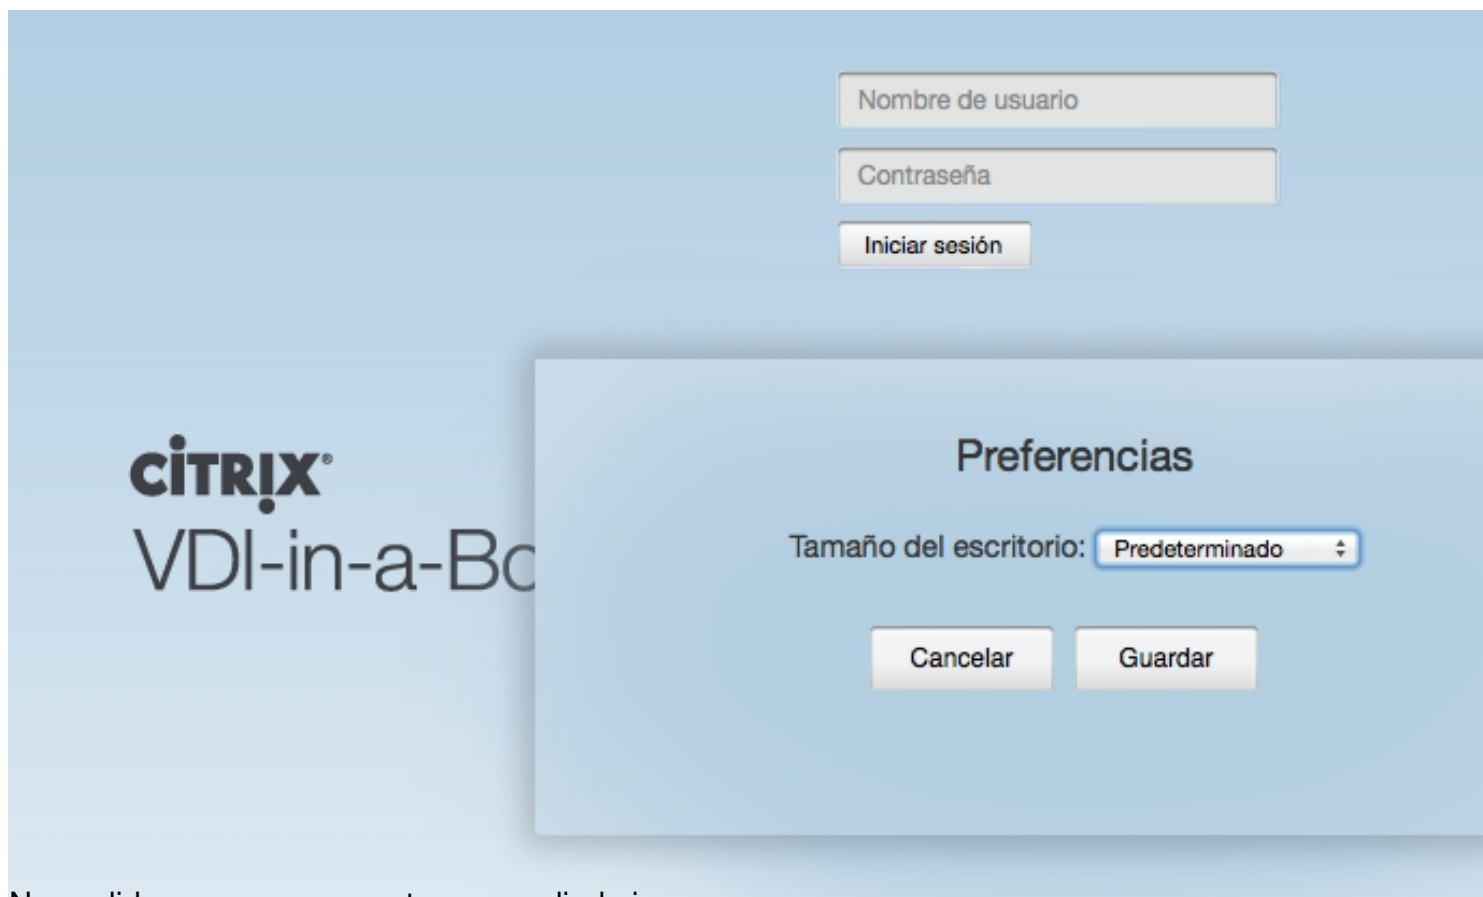 Nombre de usuario
Contraseña
Iniciar sesión
CITRIX®
VDI-in-a-Bo
Preferencias
Tamaño del escritorio: Predeterminado
Cancelar
Guardar